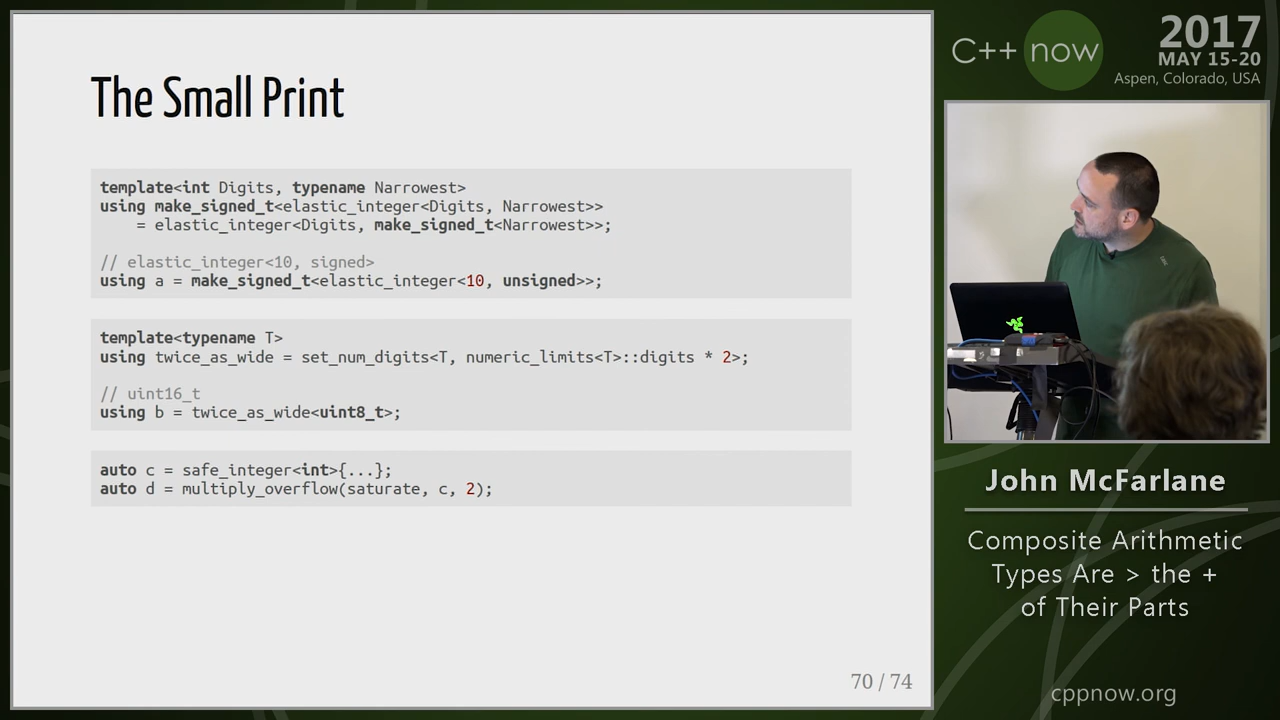 The Small Print
template<int Digits, typename Narrowest>
using make_signed_t<elastic_integer<Digits, Narrowest>>
    = elastic_integer<Digits, make_signed_t<Narrowest>>;
// elastic_integer<10, signed>
using a = make_signed_t<elastic_integer<10, unsigned>>;
template<typename T>
using twice_as_wide = set_num_digits<T, numeric_limits<T>::digits * 2>;
// uint16_t
using b = twice_as_wide<uint8_t>;
auto c = safe_integer<int>{...};
auto d = multiply_overflow(saturate, c, 2);
70 / 74
C++ now
2017
MAY 15-20
Aspen, Colorado, USA
John McFarlane
Composite Arithmetic
Types Are > the +
of Their Parts
cppnow.org